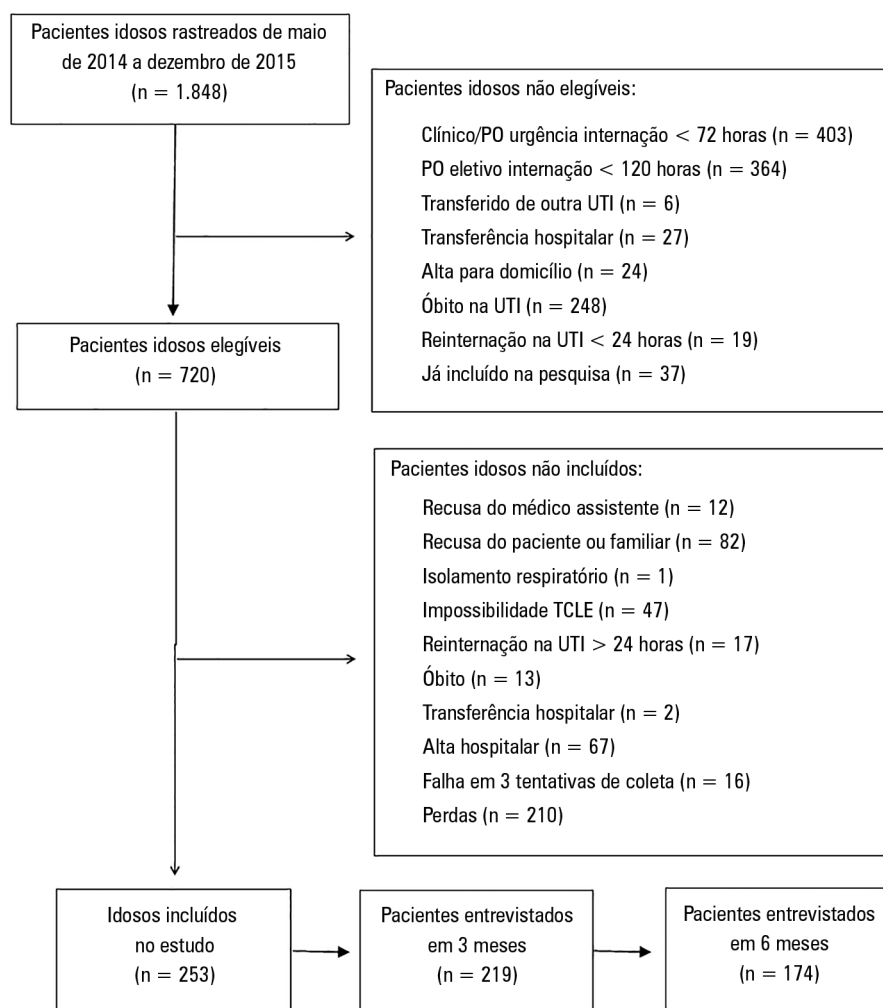 Pacientes idosos rastreados de maio
de 2014 a dezembro de 2015
(n = 1.848)
Pacientes idosos não elegíveis:
Clínico/PO urgência internação < 72 horas (n = 403)
PO eletivo internação < 120 horas (n = 364)
Transferido de outra UTI (n = 6)
Transferência hospitalar (n = 27)
Alta para domicílio (n = 24)
Óbito na UTI (n = 248)
Reinternação na UTI < 24 horas (n = 19)
Já incluído na pesquisa (n = 37)
Pacientes idosos elegíveis
(n = 720)
Pacientes idosos não incluídos:
Recusa do médico assistente (n = 12)
Recusa do paciente ou familiar (n = 82)
Isolamento respiratório (n = 1)
Impossibilidade TCLE (n = 47)
Reinternação na UTI > 24 horas (n = 17)
Óbito (n = 13)
Transferência hospitalar (n = 2)
Alta hospitalar (n = 67)
Falha em 3 tentativas de coleta (n = 16)
Perdas (n = 210)
Idosos incluídos
no estudo
(n = 253)
Pacientes entrevistados
em 3 meses
(n = 219)
Pacientes entrevistados
em 6 meses
(n = 174)